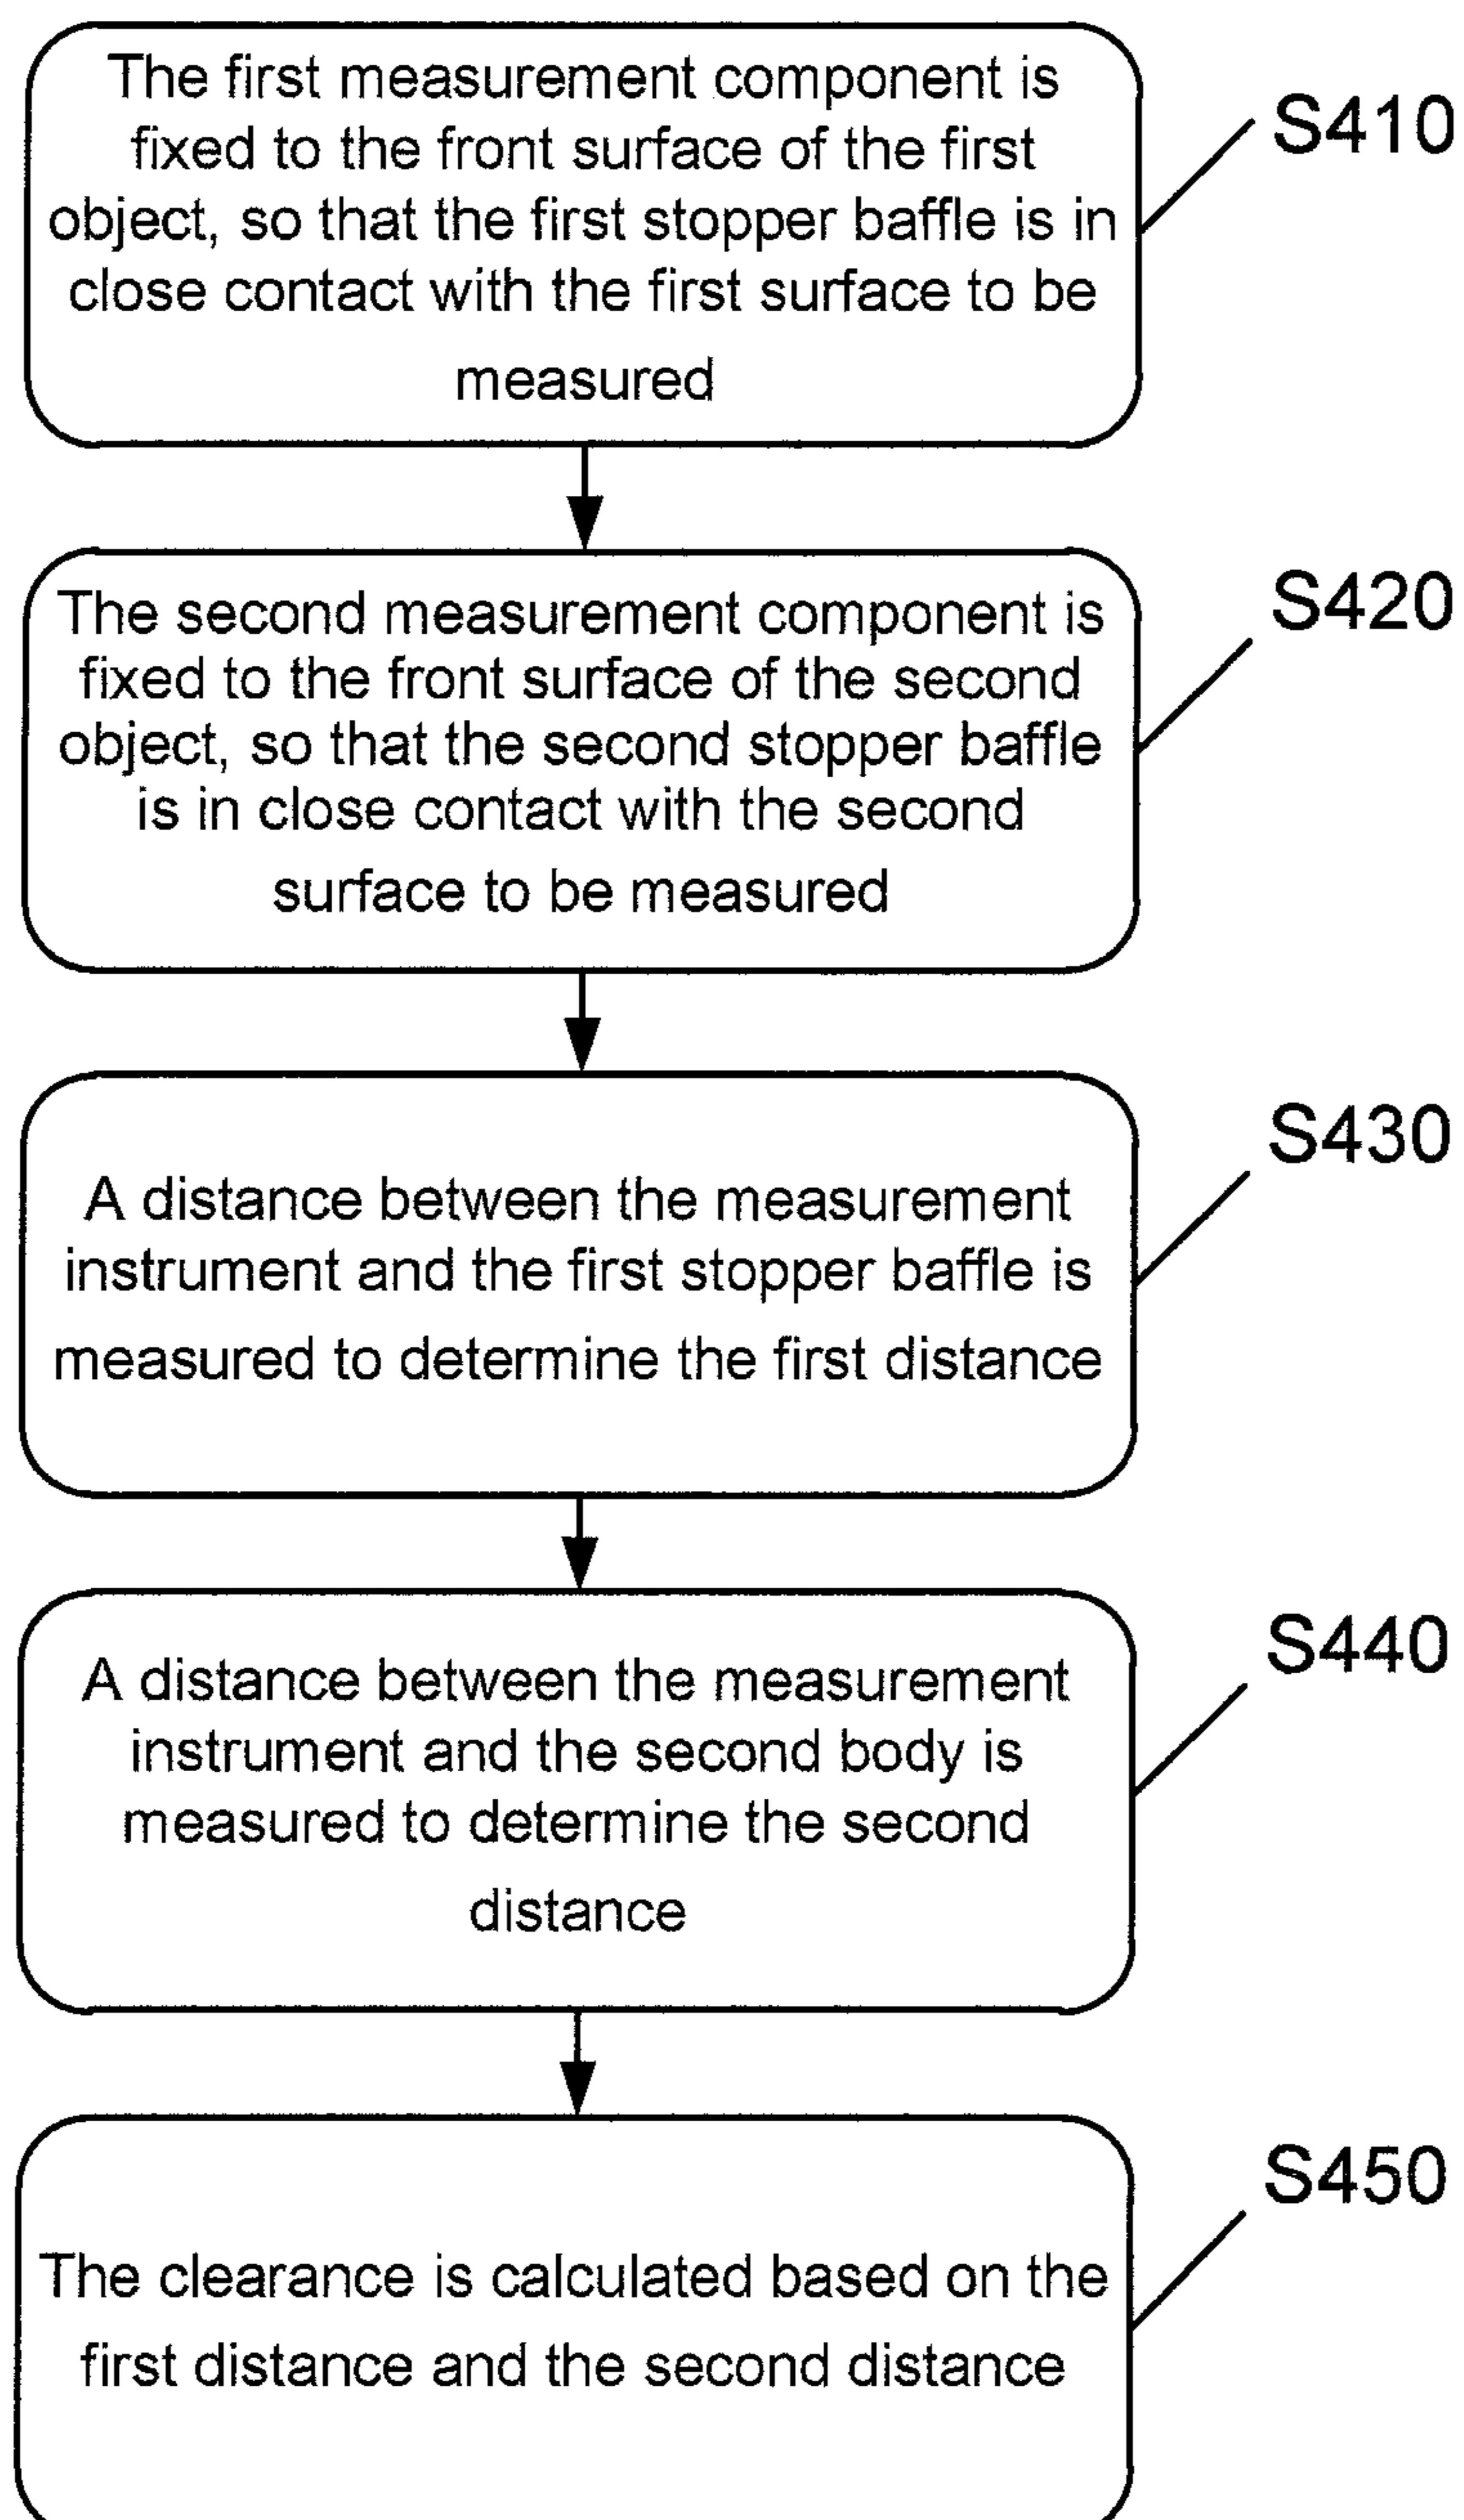 The first measurement component is
fixed to the front surface of the first
object, so that the first stopper baffle is in
close contact with the first surface to be
measured
S410
The second measurement component is
fixed to the front surface of the second
object, so that the second stopper baffle
is in close contact with the second
surface to be measured
S420
A distance between the measurement
instrument and the first stopper baffle is
measured to determine the first distance
S430
A distance between the measurement
instrument and the second body is
measured to determine the second
distance
S440
The clearance is calculated based on the
first distance and the second distance
S450